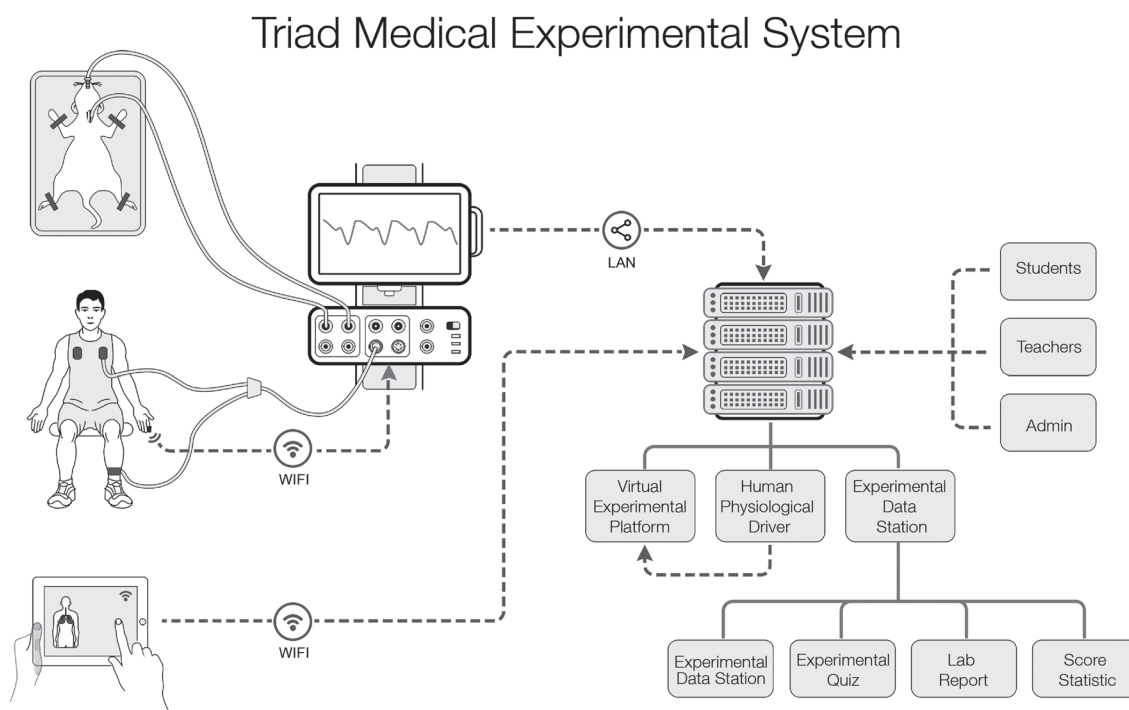 Triad Medical Experimental System
LAN
Students
Teachers
Admin
WIFI
Virtual
Experimental
Platform
Human
Physiological
Driver
Experimental
Data
Station
WIFI
Experimental
Data Station
Experimental
Quiz
Lab
Report
Score
Statistic